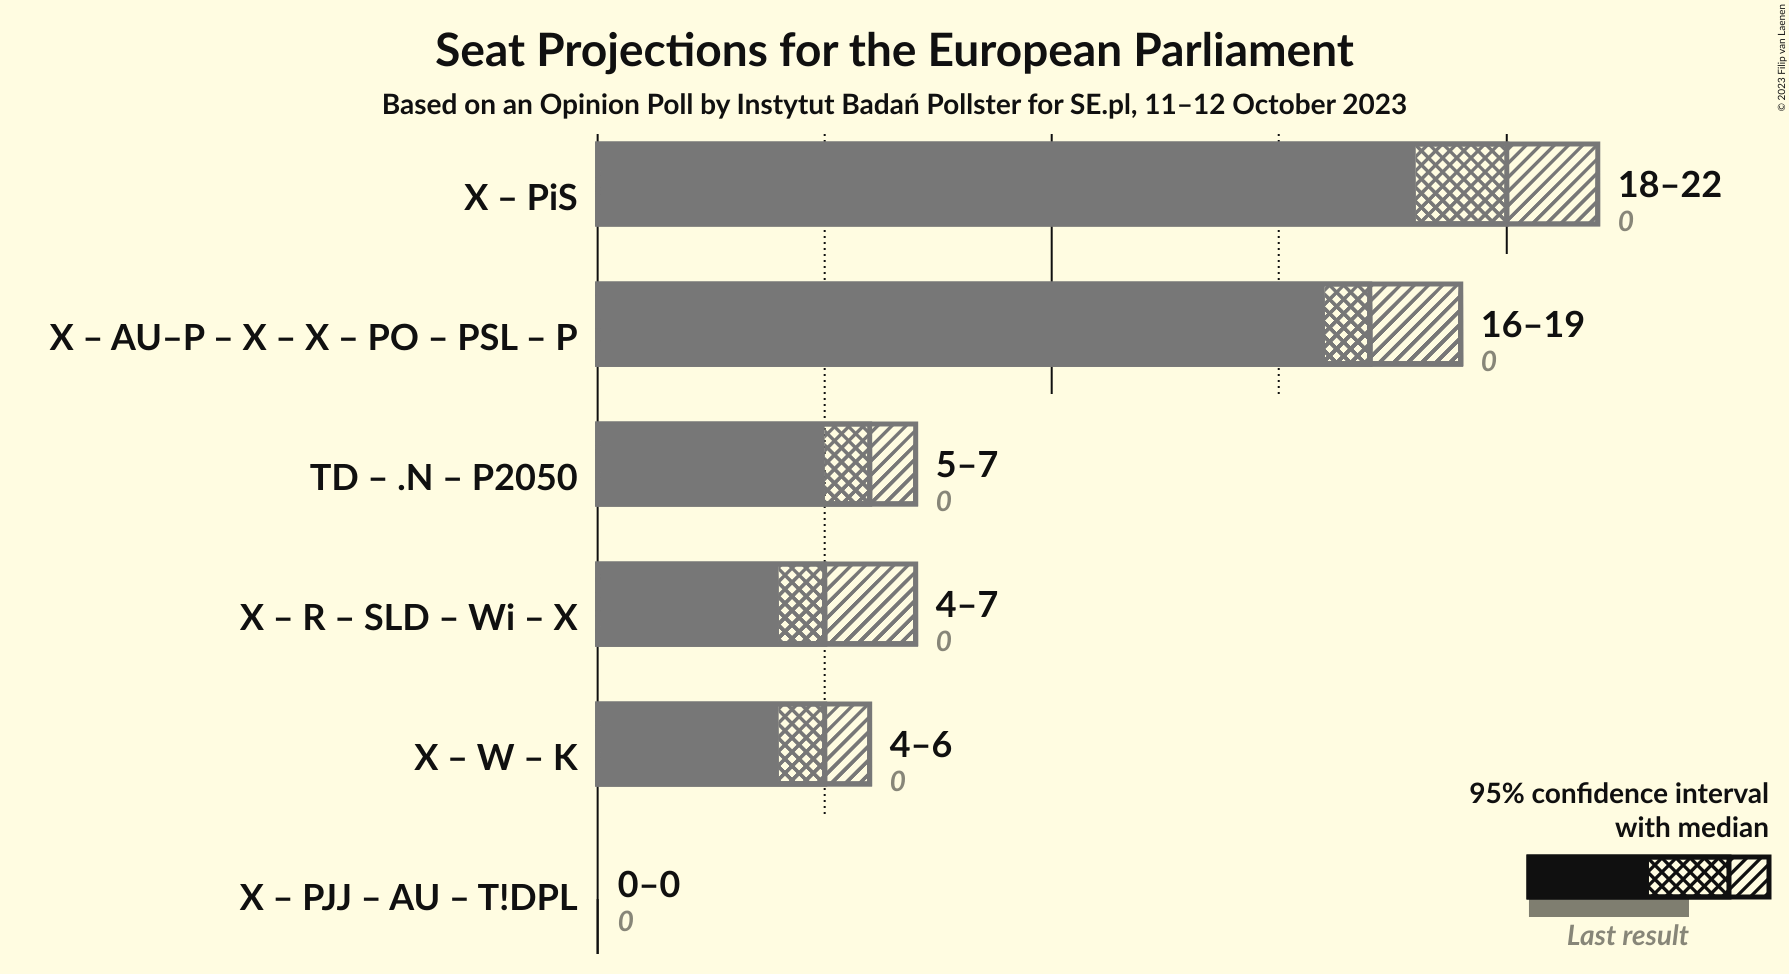 Seat Projections for the European Parliament
Based on an Opinion Poll by Instytut Badań Pollster for SE.pl, 11–12 October 2023
© 2023 Filip van Laenen
X – PiS
18–22
0
X – AU–P – X – X – PO – PSL – P
16–19
0
TD – .N – P2050
5–7
0
X – R – SLD – Wi – X
4–7
0
X – W – K
4–6
0
X – PJJ – AU – T!DPL
0–0
0
95% confidence interval
with median
Last result